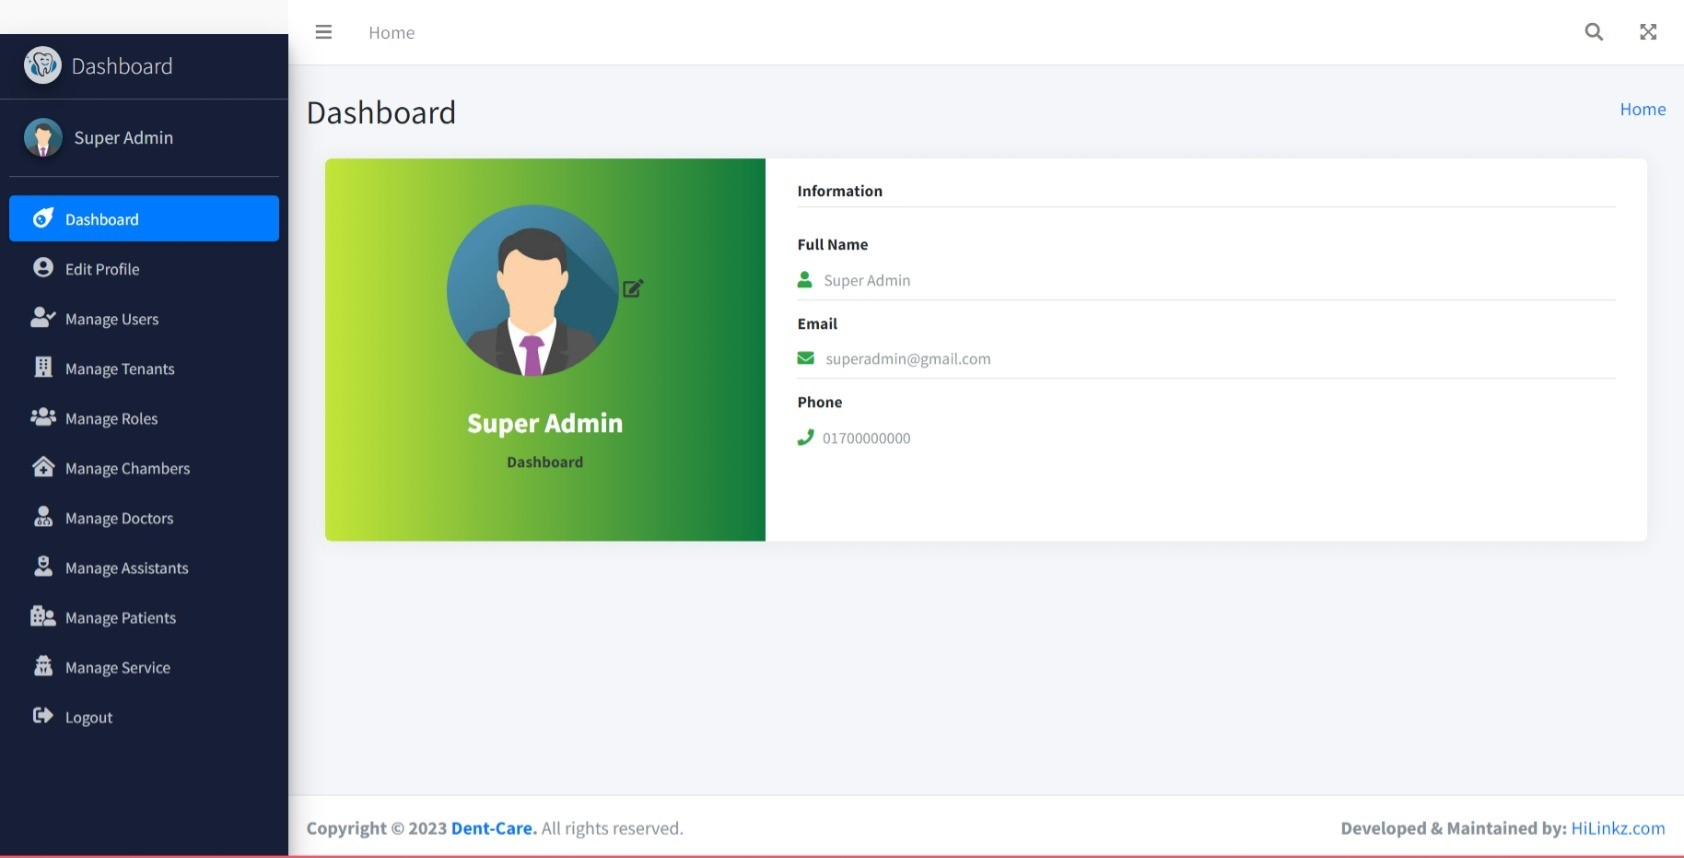 Dashboard
Super Admin
Dashboard
Edit Profile
Manage Users
Manage Tenants
Manage Roles
Manage Chambers
Manage Doctors
Manage Assistants
Manage Patients
Manage Service
Logout
Home
Dashboard
Home
Super Admin
Dashboard
Information
Full Name
Super Admin
Email
superadmin@gmail.com
Phone
01700000000
Copyright © 2023 Dent-Care. All rights reserved.
Developed & Maintained by: HiLinkz.com